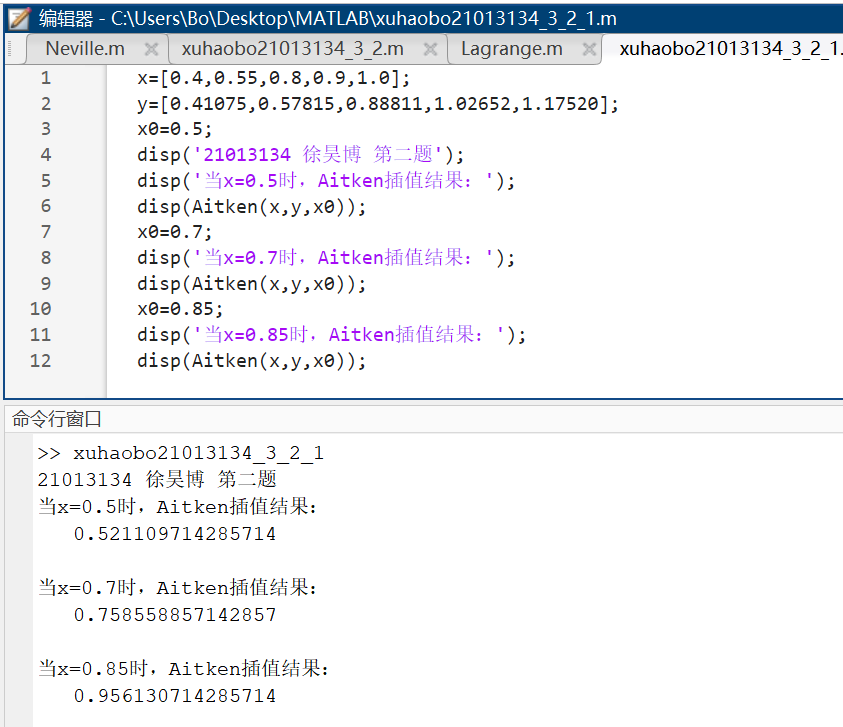 编辑器 - C:\Users\Bo\Desktop\MATLAB\xuhaobo21013134_3_2_1.m
Neville.m xuhaobo21013134_3_2.m Lagrange.m xuhaobo21013134_3_2_1.
1 x=[0.4,0.55,0.8,0.9,1.0];
2 y=[0.41075,0.57815,0.88811,1.02652,1.17520];
3 x0=0.5;
4 disp('21013134 徐昊博 第二题');
5 disp('当x=0.5时，Aitken插值结果：');
6 disp(Aitken(x,y,x0));
7 x0=0.7;
8 disp('当x=0.7时，Aitken插值结果：');
9 disp(Aitken(x,y,x0));
10 x0=0.85;
11 disp('当x=0.85时，Aitken插值结果：');
12 disp(Aitken(x,y,x0));
命令行窗口
>> xuhaobo21013134_3_2_1
21013134 徐昊博 第二题
当x=0.5时，Aitken插值结果：
0.521109714285714
当x=0.7时，Aitken插值结果：
0.758558857142857
当x=0.85时，Aitken插值结果：
0.956130714285714